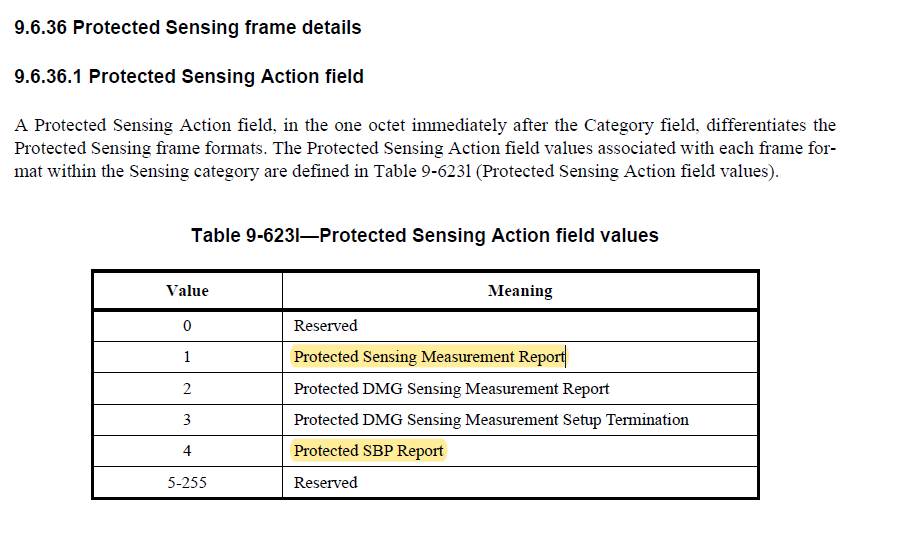 9.6.36 Protected Sensing frame details
9.6.36.1 Protected Sensing Action field
A Protected Sensing Action field, in the one octet immediately after the Category field, differentiates the
Protected Sensing frame formats. The Protected Sensing Action field values associated with each frame for-
mat within the Sensing category are defined in Table 9-623l (Protected Sensing Action field values).
Table 9-623l—Protected Sensing Action field values
Value Meaning
0 Reserved
1 Protected Sensing Measurement Report
2 Protected DMG Sensing Measurement Report
3 Protected DMG Sensing Measurement Setup Termination
4 Protected SBP Report
5-255 Reserved